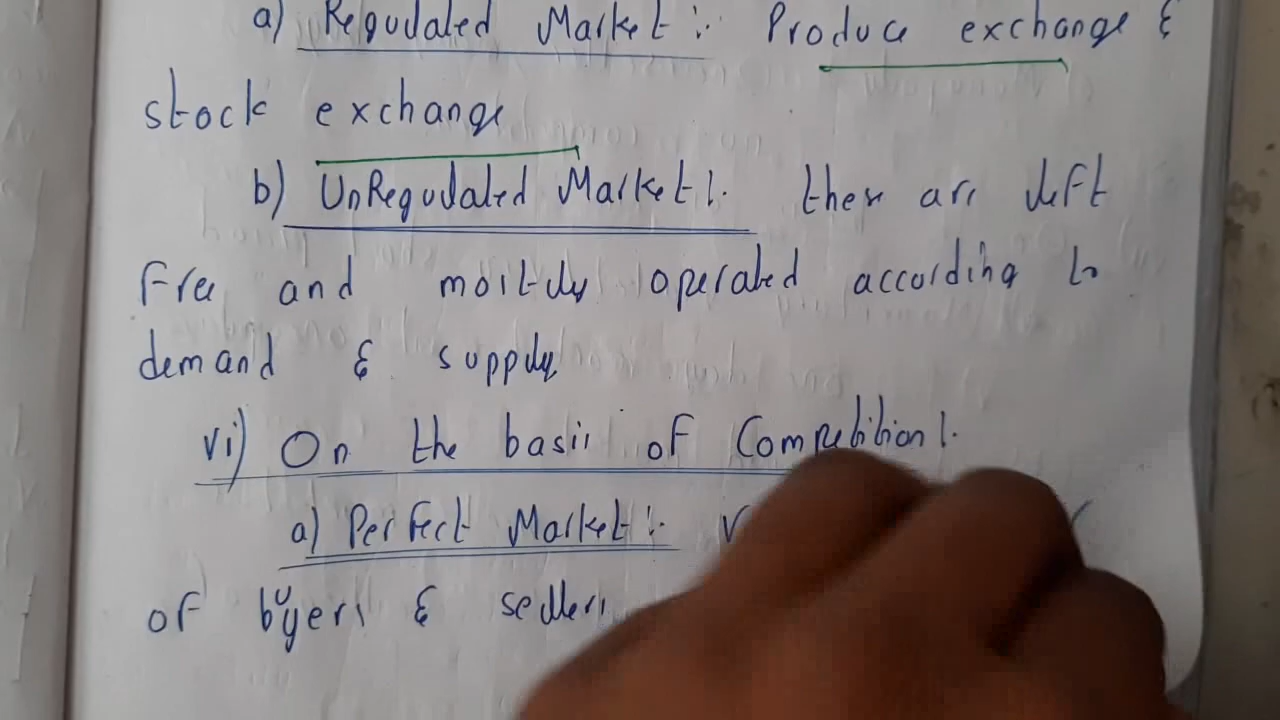 a) Regulated Market :- Produce exchange &
stock exchange
b) UnRegulated Market :- these are left
free and mostly operated according to
demand & supply
vi) On the basis of Competition :-
a) Perfect Market :-
of buyers & sellers